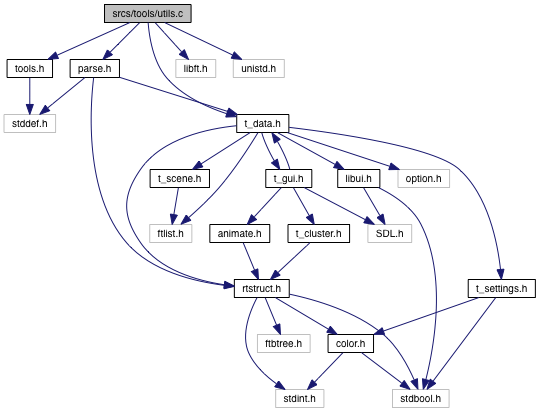 srcs/tools/utils.c
tools.h
parse.h
libft.h
unistd.h
stddef.h
t_data.h
t_scene.h
t_gui.h
libui.h
option.h
ftlist.h
animate.h
t_cluster.h
SDL.h
rtstruct.h
t_settings.h
ftbtree.h
color.h
stdint.h
stdbool.h